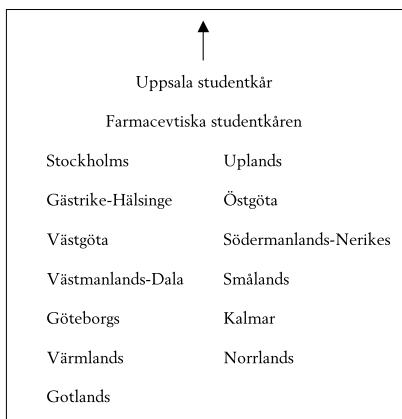 Uppsala studentkår
Farmacevtiska studentkåren
Stockholms Uplands
Gästrike-Hälsinge Östgöta
Västgöta Södermanlands-Nerikes
Västmanlands-Dala Smålands
Göteborgs Kalmar
Värmlands Norrlands
Gotlands